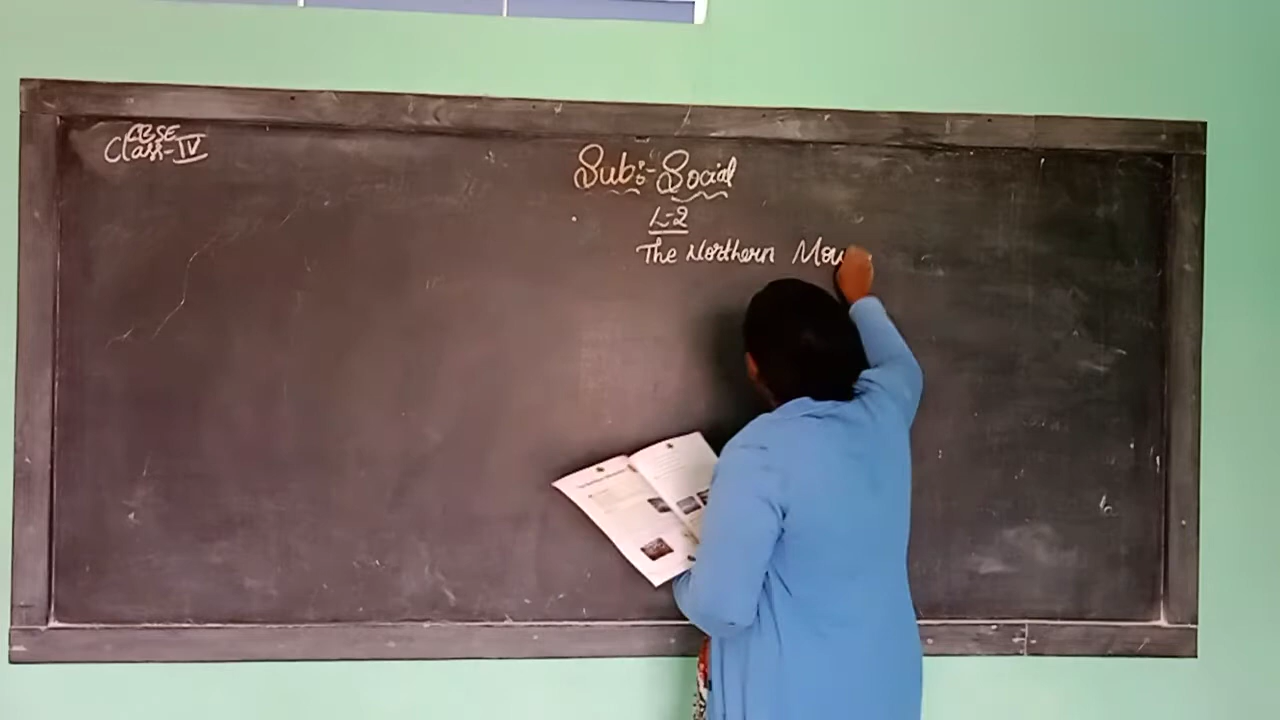 CBSE
Class-IV
Sub:- Social
L-2
The Northern Mou